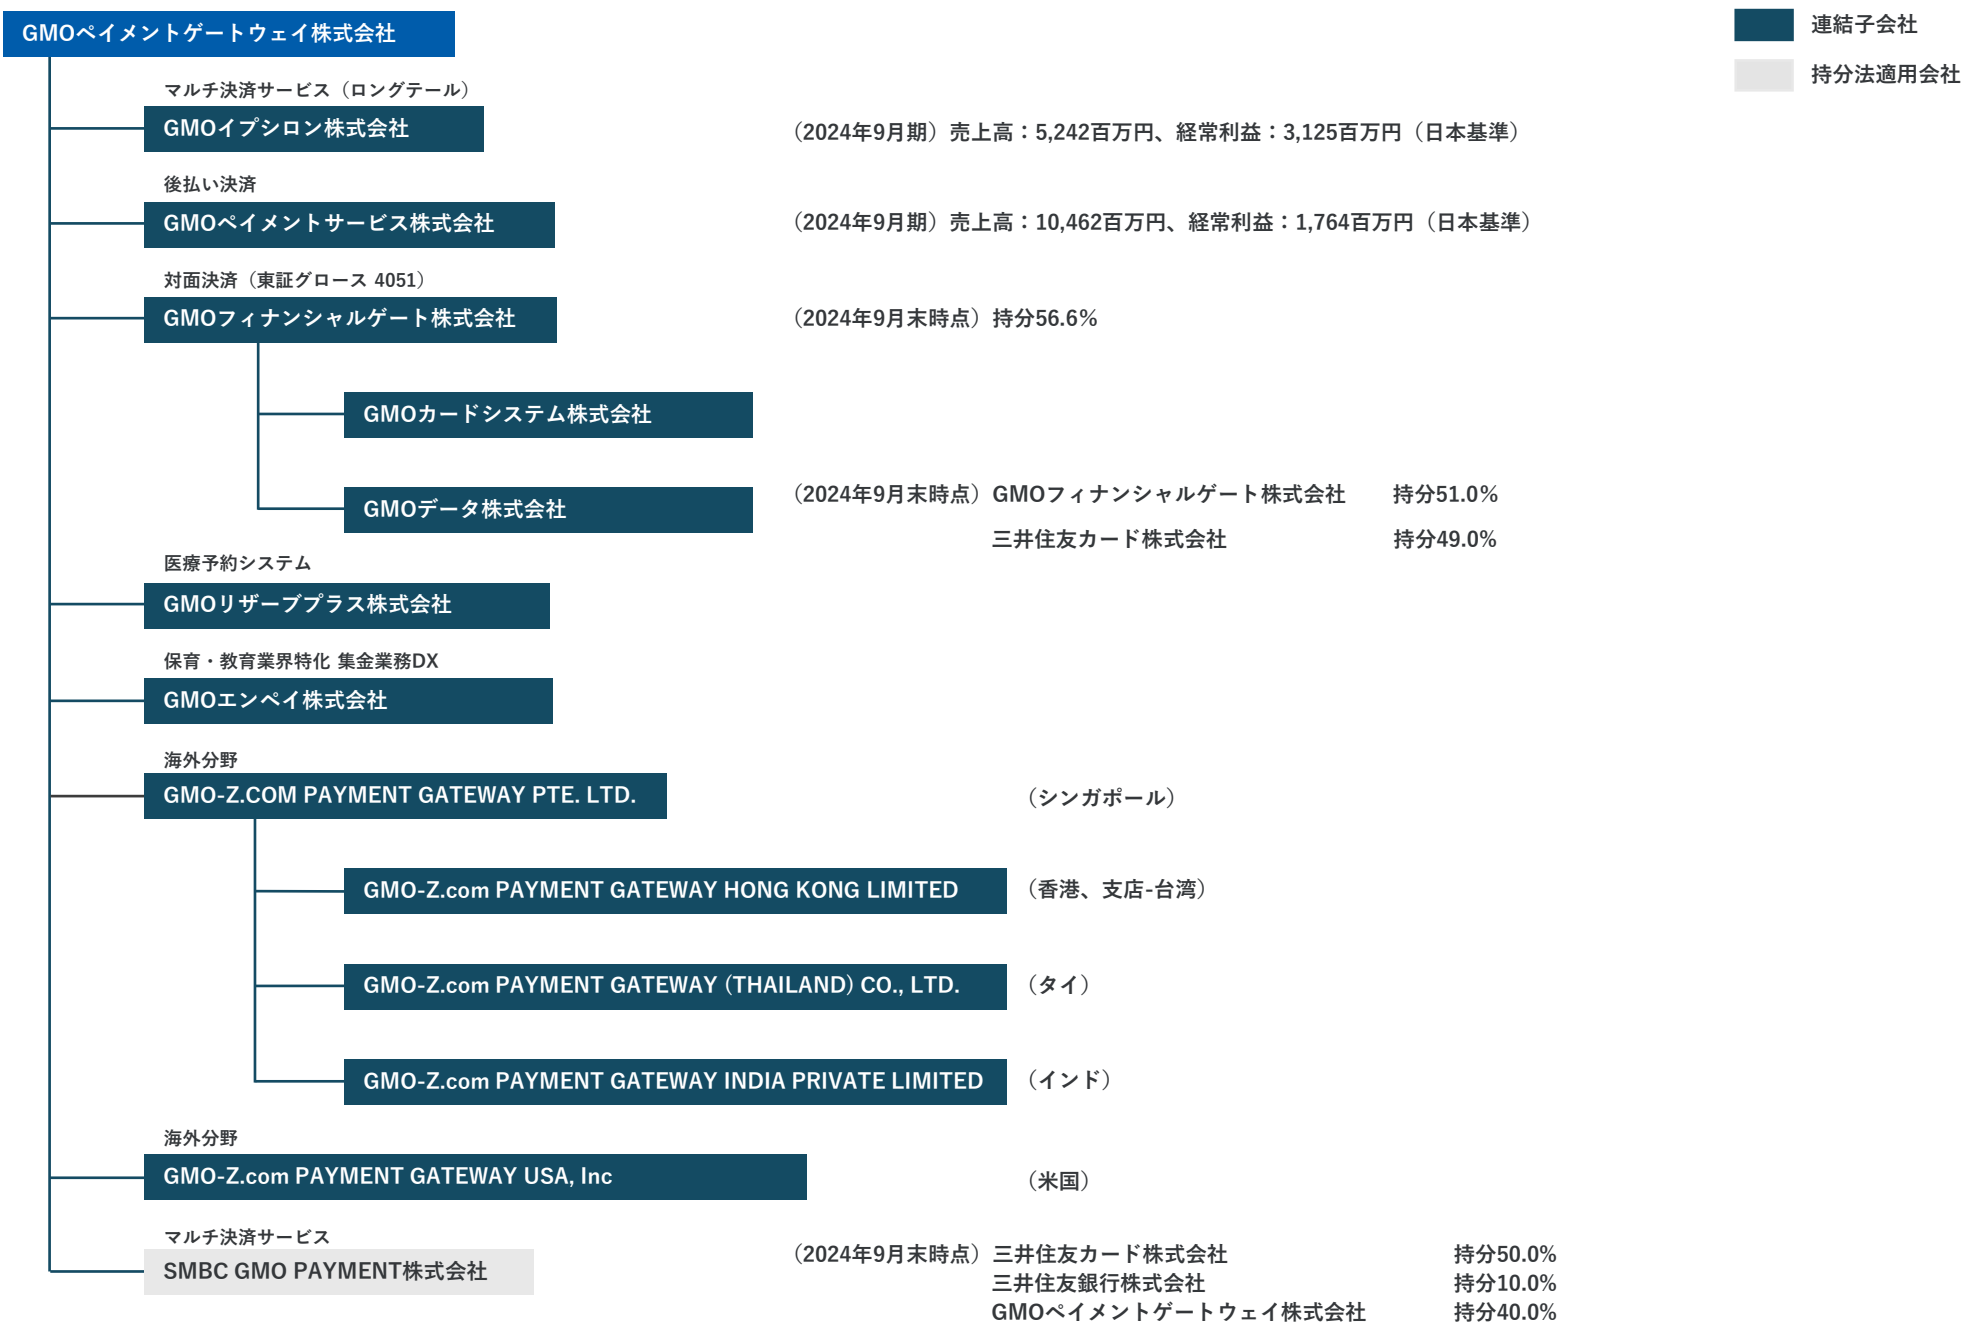 GMOペイメントゲートウェイ株式会社
連結子会社
持分法適用会社
マルチ決済サービス（ロングテール）
GMOイプシロン株式会社
（2024年9月期）売上高：5,242百万円、経常利益：3,125百万円（日本基準）
後払い決済
GMOペイメントサービス株式会社
（2024年9月期）売上高：10,462百万円、経常利益：1,764百万円（日本基準）
対面決済（東証グロース 4051）
GMOフィナンシャルゲート株式会社
（2024年9月末時点）持分56.6%
GMOカードシステム株式会社
GMOデータ株式会社
（2024年9月末時点）GMOフィナンシャルゲート株式会社 持分51.0%
三井住友カード株式会社 持分49.0%
医療予約システム
GMOリザーブプラス株式会社
保育・教育業界特化 集金業務DX
GMOエンペイ株式会社
海外分野
GMO-Z.COM PAYMENT GATEWAY PTE. LTD.
（シンガポール）
GMO-Z.com PAYMENT GATEWAY HONG KONG LIMITED
（香港、支店-台湾）
GMO-Z.com PAYMENT GATEWAY (THAILAND) CO., LTD.
（タイ）
GMO-Z.com PAYMENT GATEWAY INDIA PRIVATE LIMITED
（インド）
海外分野
GMO-Z.com PAYMENT GATEWAY USA, Inc
（米国）
マルチ決済サービス
SMBC GMO PAYMENT株式会社
（2024年9月末時点）三井住友カード株式会社 持分50.0%
三井住友銀行株式会社 持分10.0%
GMOペイメントゲートウェイ株式会社 持分40.0%